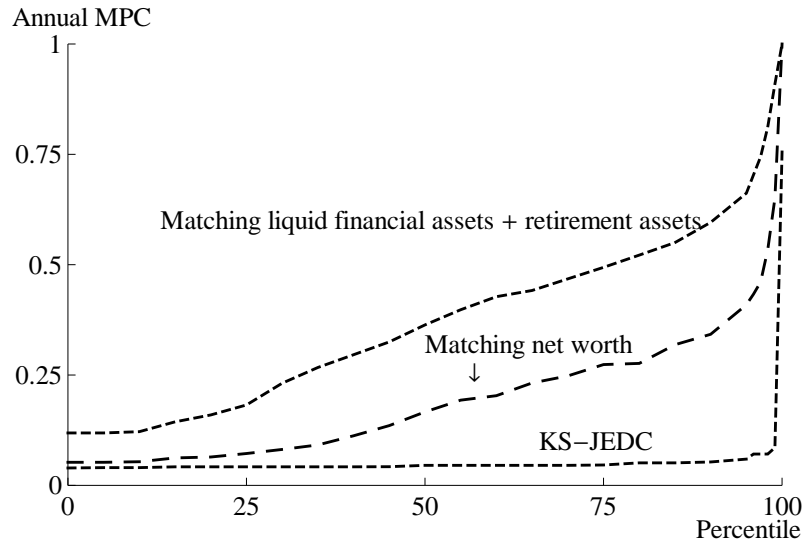 Annual MPC
1
0.75
Matching liquid financial assets + retirement assets
0.5
Matching net worth
↓
0.25
KS−JEDC
0
0 25 50 75 100
Percentile